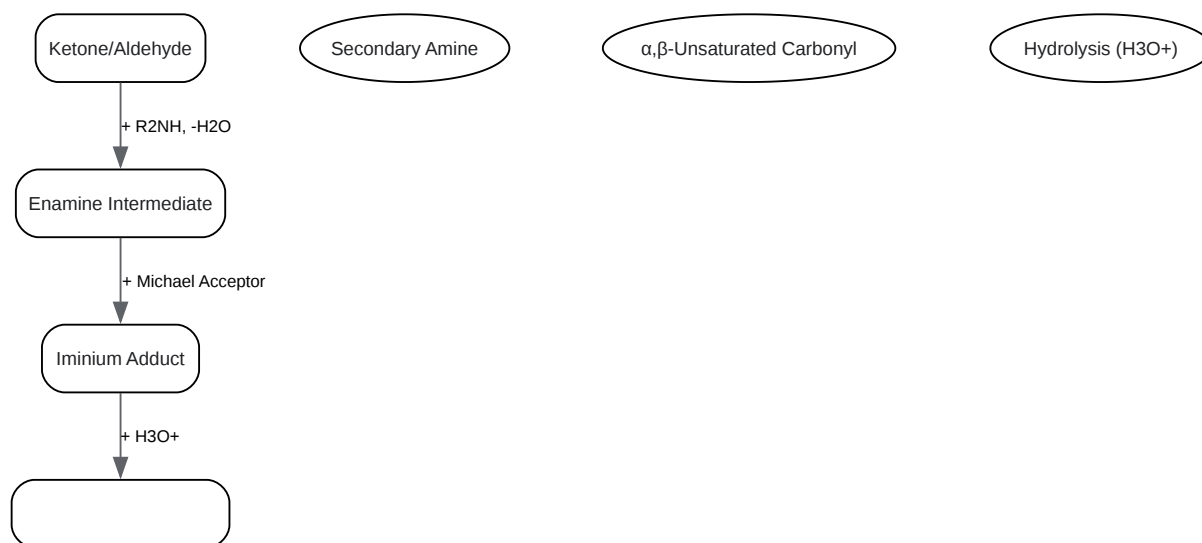 Ketone/Aldehyde
Secondary Amine
α,β-Unsaturated Carbonyl
Hydrolysis (H3O+)
+ R2NH, -H2O
Enamine Intermediate
+ Michael Acceptor
Iminium Adduct
+ H3O+